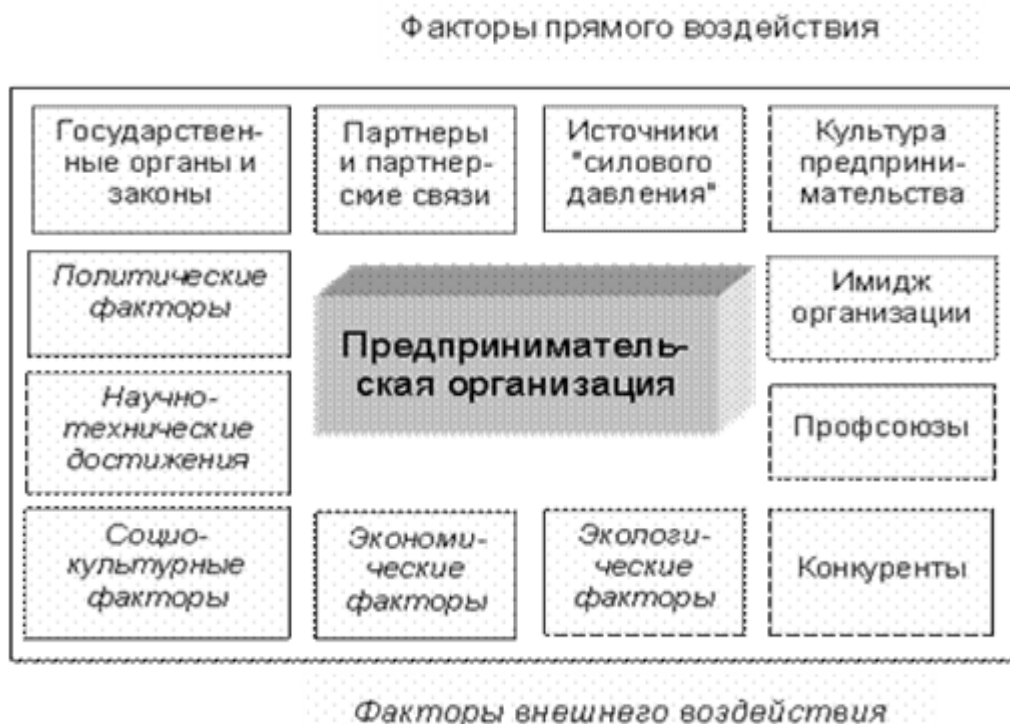 Факторы прямого воздействия
Государствен-
ные органы и
законы
Партнеры
и партнер-
ские связи
Источники
"силового
давления"
Культура
предприни-
мательства
Политические
факторы
Предприниматель-
ская организация
Имидж
организации
Научно-
технические
достижения
Профсоюзы
Социо-
культурные
факторы
Экономи-
ческие
факторы
Экологи-
ческие
факторы
Конкуренты
Факторы внешнего воздействия